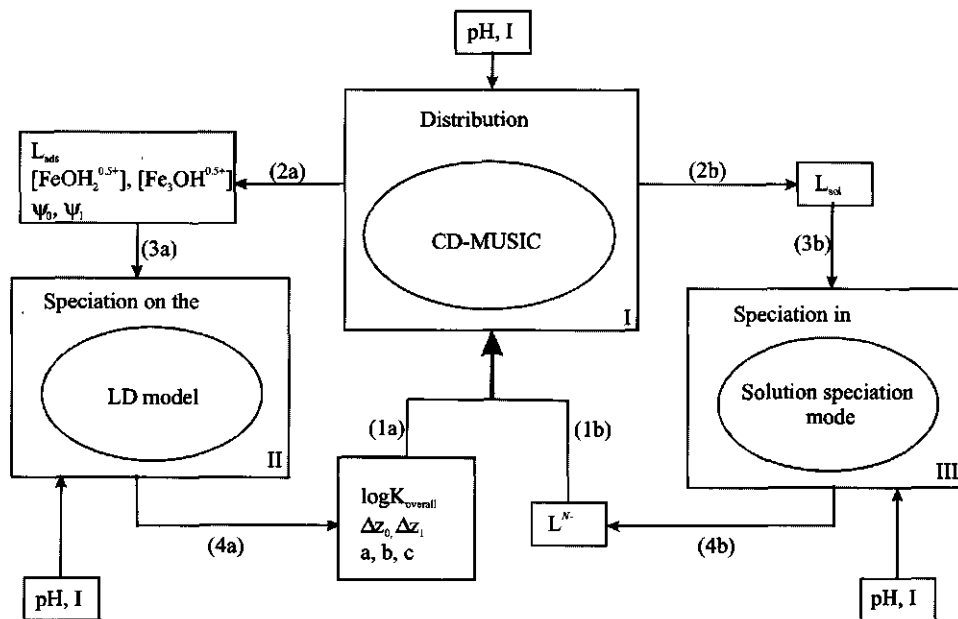 pH, I
Distribution
CD-MUSIC
I
L_ads
[FeOH₂^0.5+], [Fe₃OH^0.5+]
Ψ₀, Ψ₁
(2a)
(2b)
L_sol
(3a)
(3b)
Speciation on the
LD model
II
Speciation in
Solution speciation
mode
III
(1a)
(1b)
logK_overall
Δz₀, Δz₁
a, b, c
L^N-
(4a)
(4b)
pH, I
pH, I